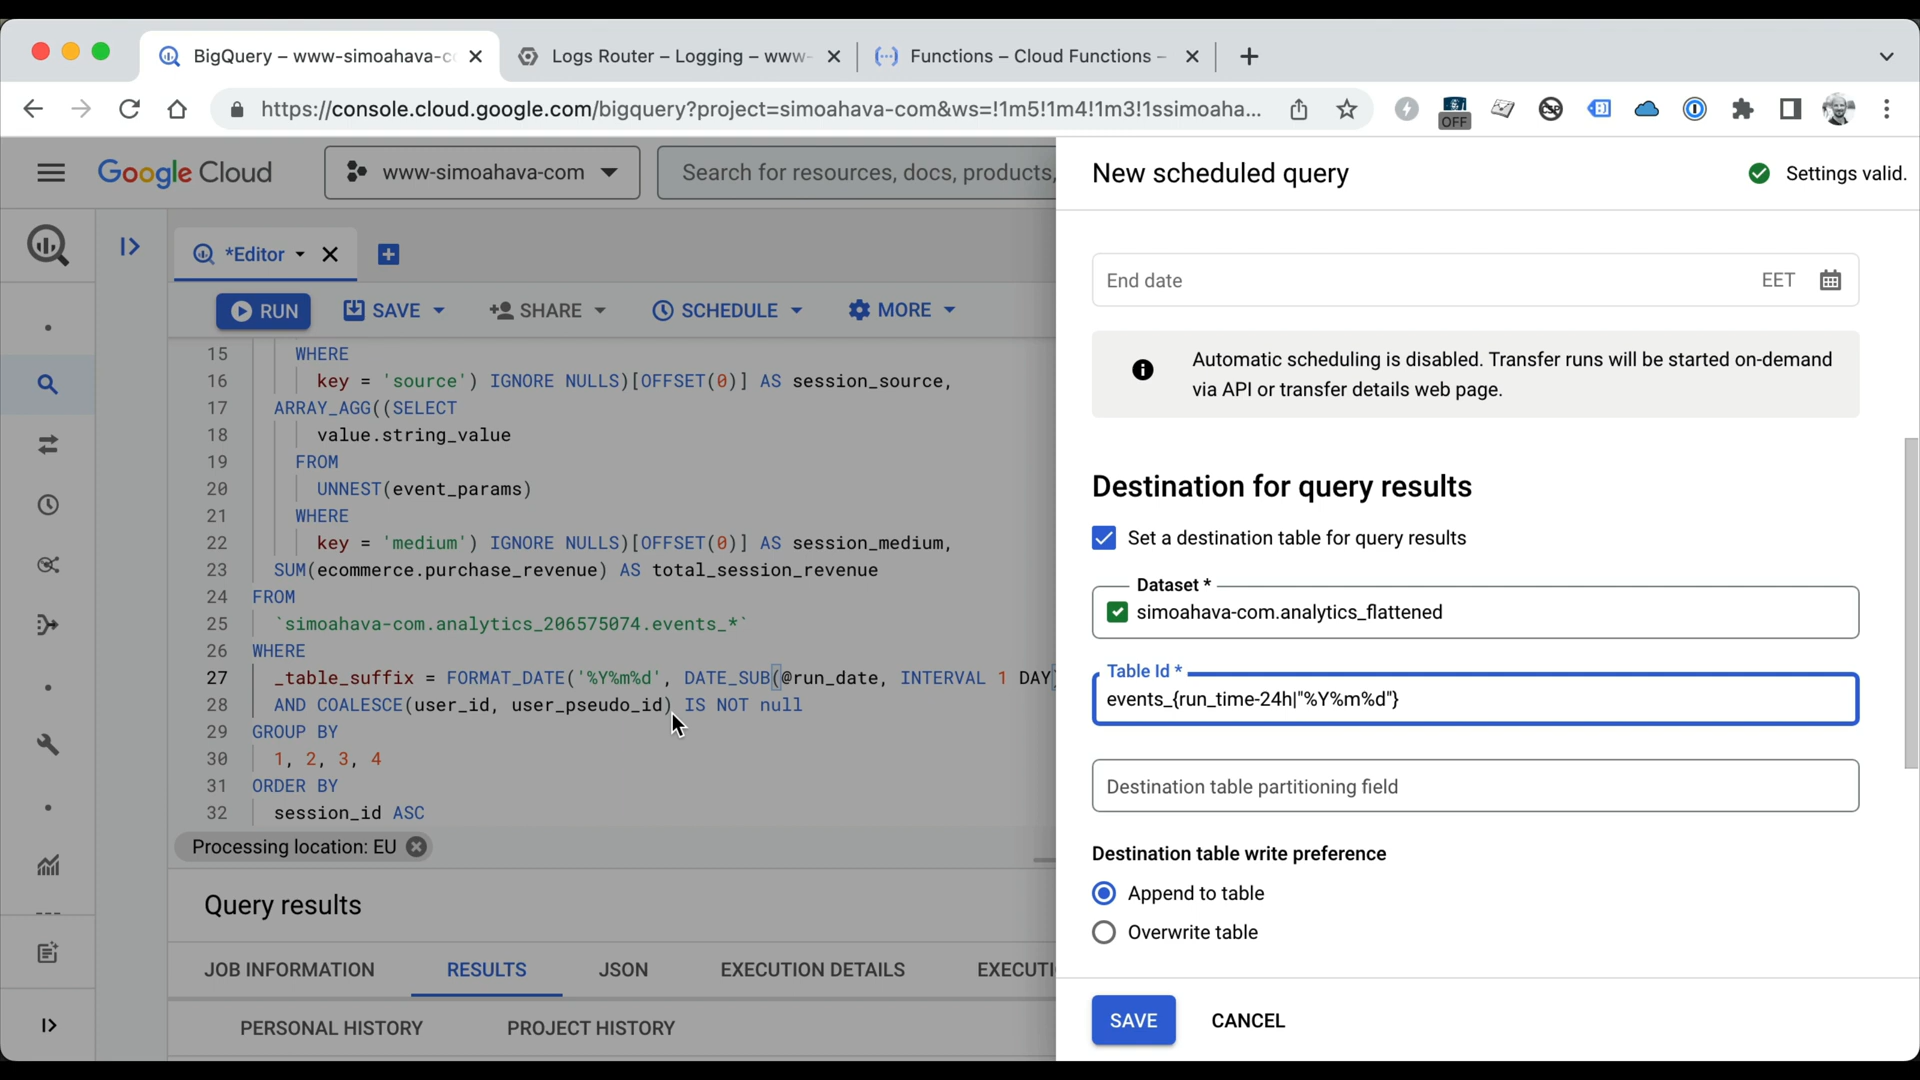 BigQuery – www-simoahava-c
Logs Router – Logging – www-
Functions – Cloud Functions –
https://console.cloud.google.com/bigquery?project=simoahava-com&ws=!1m5!1m4!1m3!1ssimoaha...
OFF
Google Cloud
www-simoahava-com
Search for resources, docs, products,
New scheduled query
Settings valid.
*Editor
RUN
SAVE
SHARE
SCHEDULE
MORE
15 WHERE
16 key = 'source') IGNORE NULLS)[OFFSET(0)] AS session_source,
17 ARRAY_AGG((SELECT
18 value.string_value
19 FROM
20 UNNEST(event_params)
21 WHERE
22 key = 'medium') IGNORE NULLS)[OFFSET(0)] AS session_medium,
23 SUM(ecommerce.purchase_revenue) AS total_session_revenue
24 FROM
25 `simoahava-com.analytics_206575074.events_*`
26 WHERE
27 _table_suffix = FORMAT_DATE('%Y%m%d', DATE_SUB(@run_date, INTERVAL 1 DAY)
28 AND COALESCE(user_id, user_pseudo_id) IS NOT null
29 GROUP BY
30 1, 2, 3, 4
31 ORDER BY
32 session_id ASC
Processing location: EU
Query results
JOB INFORMATION
RESULTS
JSON
EXECUTION DETAILS
EXECUTI
PERSONAL HISTORY
PROJECT HISTORY
End date
EET
Automatic scheduling is disabled. Transfer runs will be started on-demand
via API or transfer details web page.
Destination for query results
Set a destination table for query results
Dataset *
simoahava-com.analytics_flattened
Table Id *
events_{run_time-24h|"%Y%m%d"}
Destination table partitioning field
Destination table write preference
Append to table
Overwrite table
SAVE
CANCEL